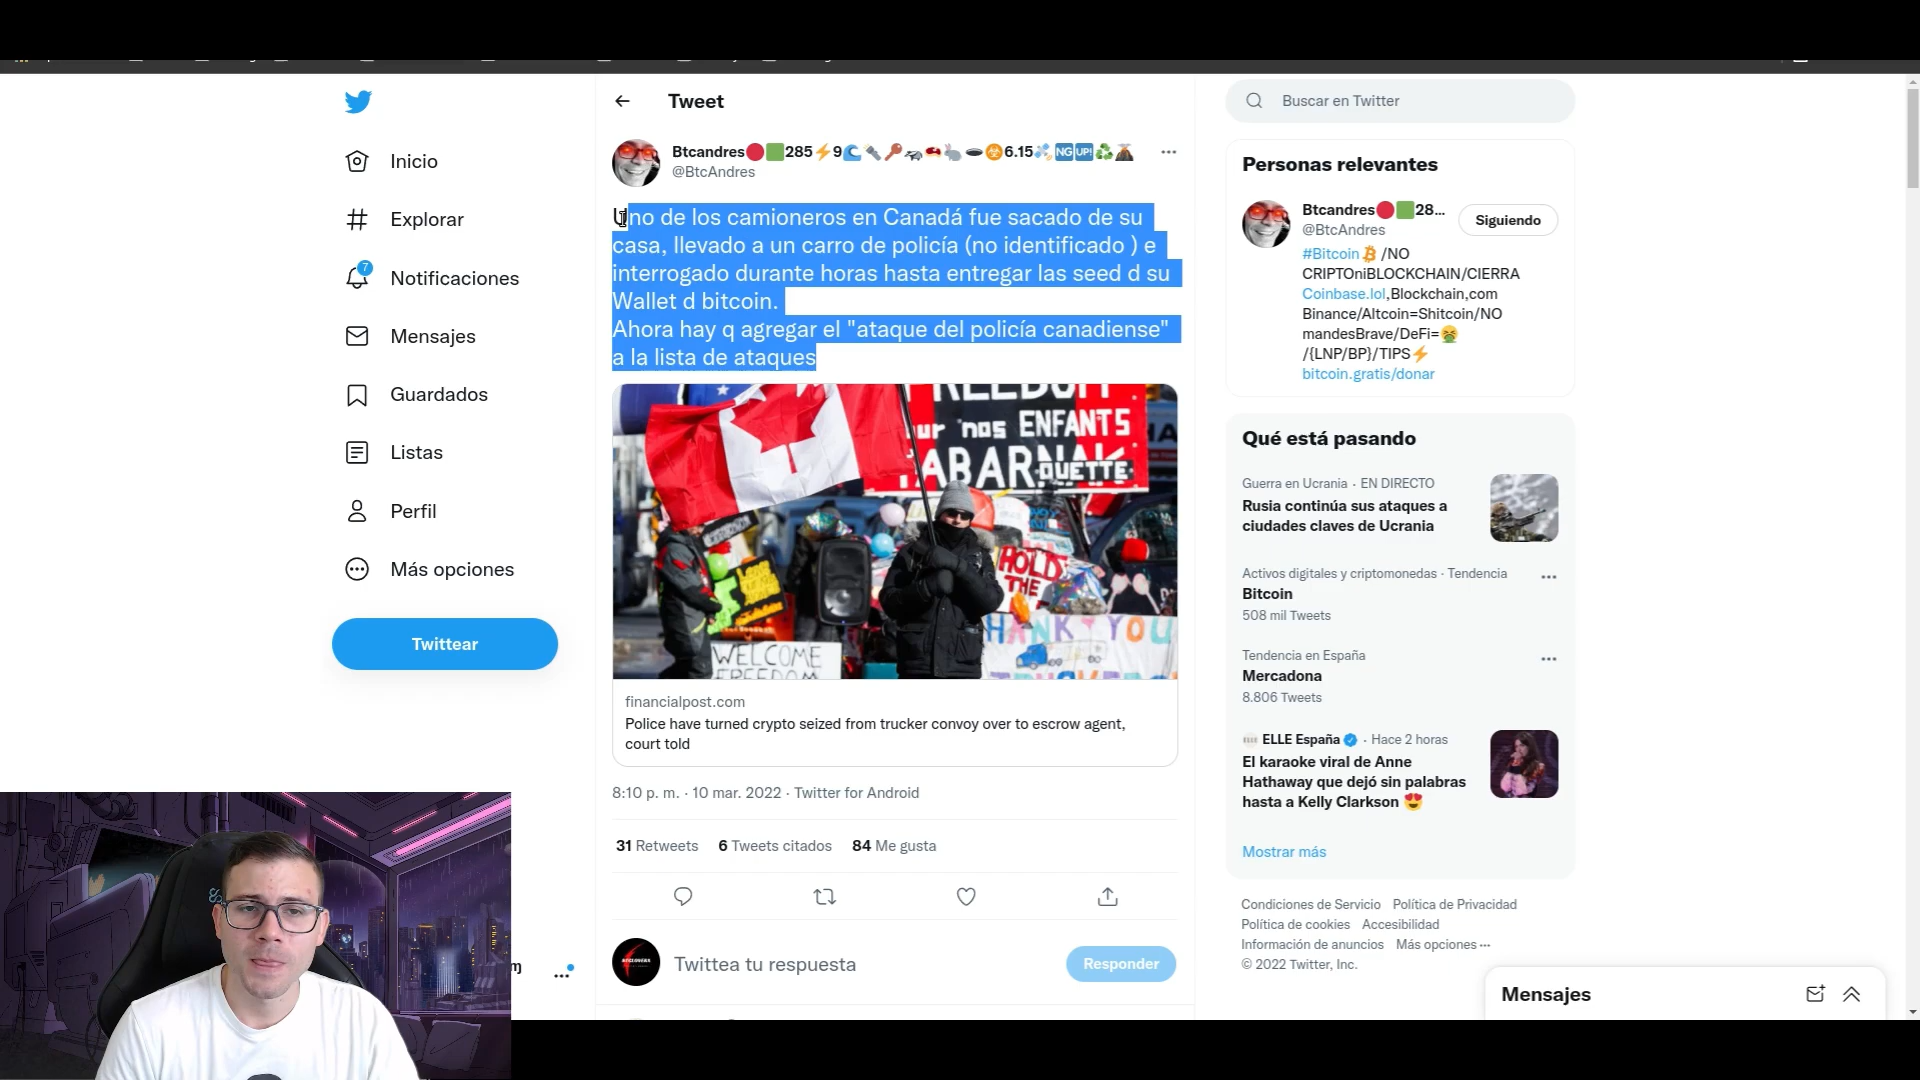 Tweet
Buscar en Twitter
Inicio
Explorar
7
Notificaciones
Mensajes
Guardados
Listas
Perfil
Más opciones
Twittear
Btcandres🔴🟩285⚡9🌊🔦🔑🦡🪢🐇🕳️☣️6.15🛰️🆖🆙♻️🌋
@BtcAndres
Uno de los camioneros en Canadá fue sacado de su
casa, llevado a un carro de policía (no identificado ) e
interrogado durante horas hasta entregar las seed d su
Wallet d bitcoin.
Ahora hay q agregar el "ataque del policía canadiense"
a la lista de ataques
ur nos ENFANTS
TABARNAK
OUETTE
HOLD
THE
THANK YOU
WELCOME
FREEDOM
financialpost.com
Police have turned crypto seized from trucker convoy over to escrow agent,
court told
8:10 p. m. · 10 mar. 2022 · Twitter for Android
31 Retweets 6 Tweets citados 84 Me gusta
Twittea tu respuesta
Responder
Personas relevantes
Btcandres🔴🟩28...
@BtcAndres
Siguiendo
#Bitcoin /NO
CRIPTOniBLOCKCHAIN/CIERRA
Coinbase.lol,Blockchain,com
Binance/Altcoin=Shitcoin/NO
mandesBrave/DeFi=🤮
/{LNP/BP}/TIPS⚡
bitcoin.gratis/donar
Qué está pasando
Guerra en Ucrania · EN DIRECTO
Rusia continúa sus ataques a
ciudades claves de Ucrania
Activos digitales y criptomonedas · Tendencia
Bitcoin
508 mil Tweets
Tendencia en España
Mercadona
8.806 Tweets
ELLE España · Hace 2 horas
El karaoke viral de Anne
Hathaway que dejó sin palabras
hasta a Kelly Clarkson 😍
Mostrar más
Condiciones de Servicio Política de Privacidad
Política de cookies Accesibilidad
Información de anuncios Más opciones ···
© 2022 Twitter, Inc.
Mensajes